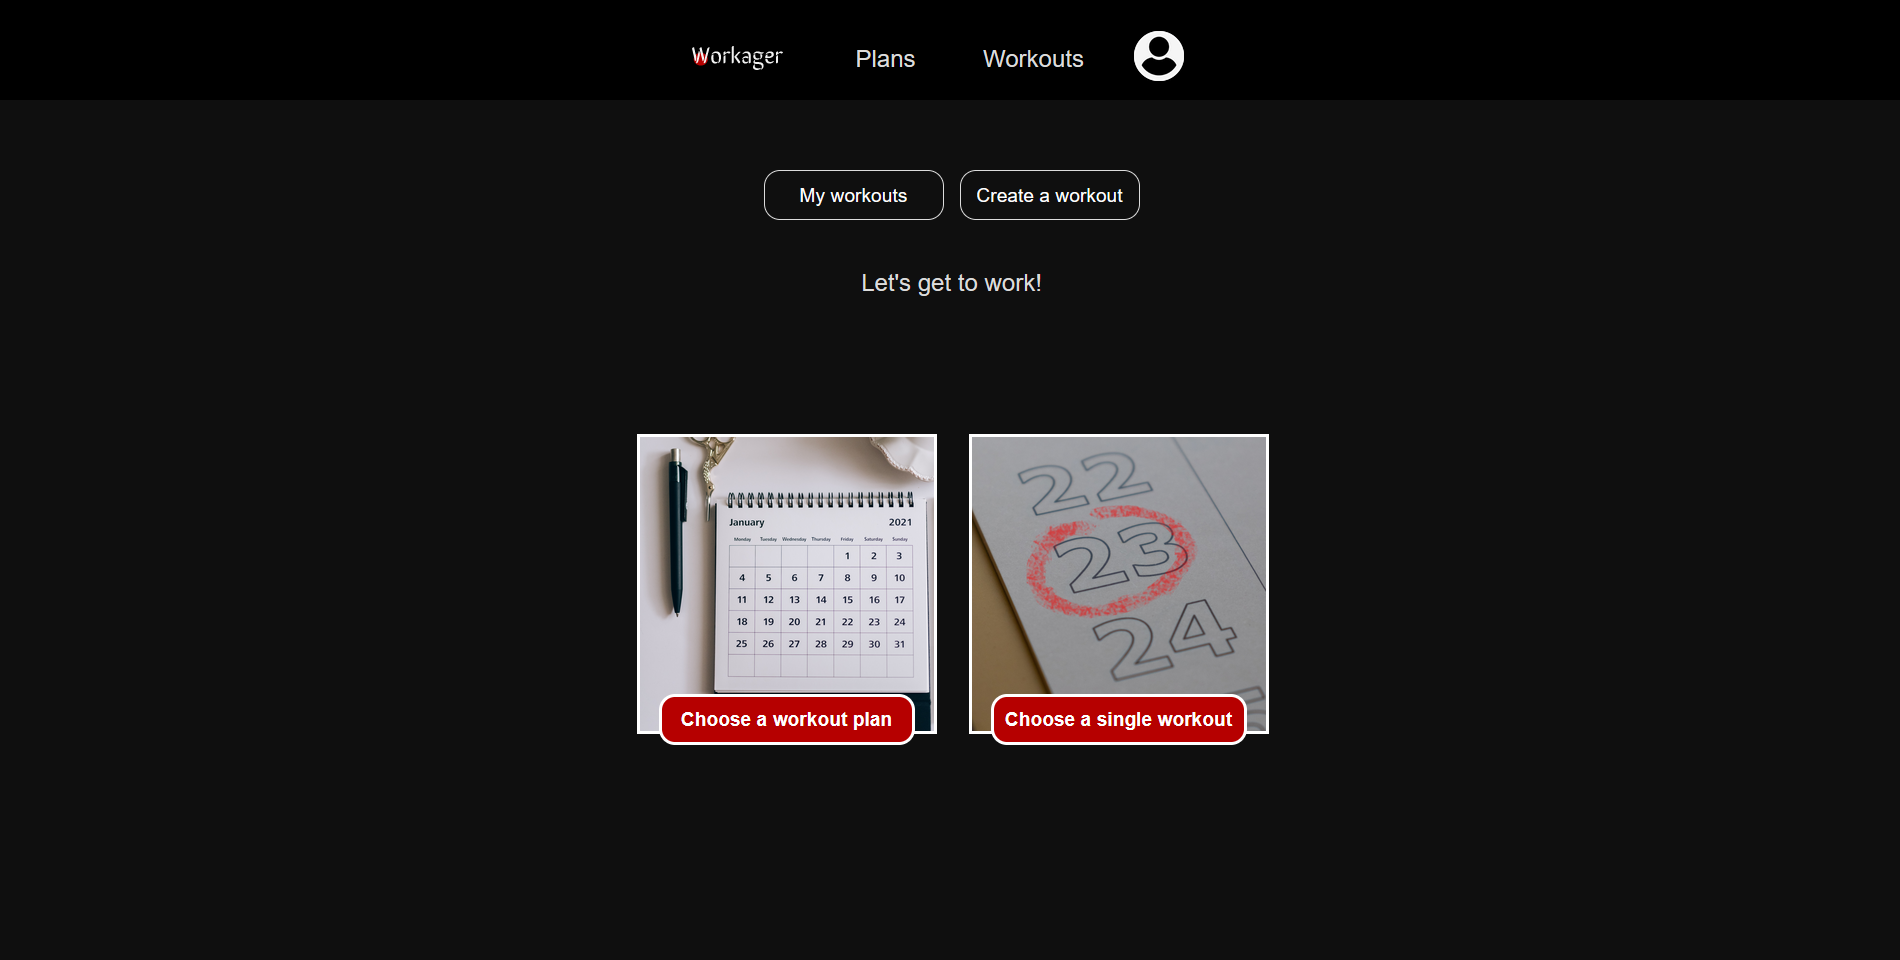 Workager
Plans
Workouts
My workouts
Create a workout
Let's get to work!
January 2021
Monday Tuesday Wednesday Thursday Friday Saturday Sunday
1 2 3
4 5 6 7 8 9 10
11 12 13 14 15 16 17
18 19 20 21 22 23 24
25 26 27 28 29 30 31
Choose a workout plan
22
23
24
Choose a single workout